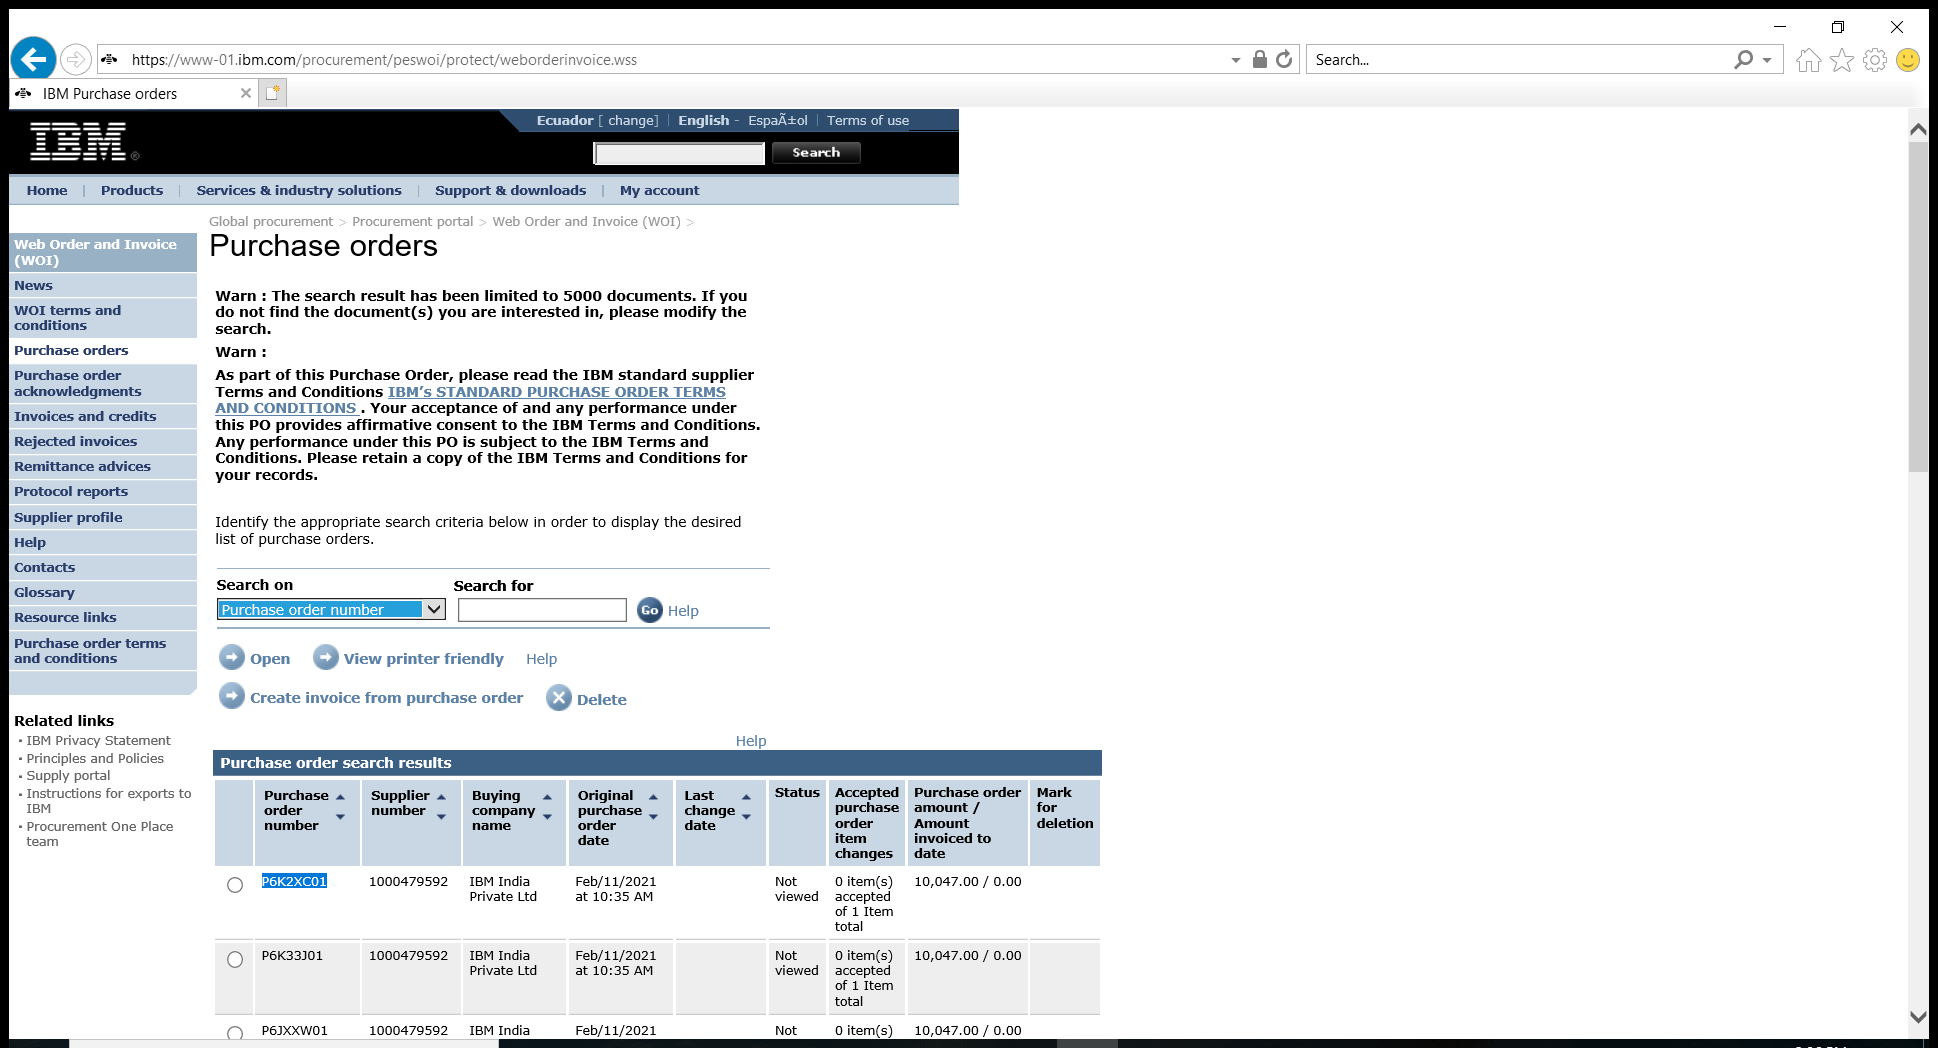 https://www-01.ibm.com/procurement/peswoi/protect/weborderinvoice.wss
Search...
IBM Purchase orders
Ecuador [ change] | English - EspaÃ±ol | Terms of use
IBM®
Search
Home | Products | Services & industry solutions | Support & downloads | My account
Global procurement > Procurement portal > Web Order and Invoice (WOI) >
Purchase orders
Web Order and Invoice
(WOI)
News
WOI terms and
conditions
Purchase orders
Purchase order
acknowledgments
Invoices and credits
Rejected invoices
Remittance advices
Protocol reports
Supplier profile
Help
Contacts
Glossary
Resource links
Purchase order terms
and conditions
Related links
IBM Privacy Statement
Principles and Policies
Supply portal
Instructions for exports to
IBM
Procurement One Place
team
Warn : The search result has been limited to 5000 documents. If you
do not find the document(s) you are interested in, please modify the
search.
Warn :
As part of this Purchase Order, please read the IBM standard supplier
Terms and Conditions IBM’s STANDARD PURCHASE ORDER TERMS
AND CONDITIONS . Your acceptance of and any performance under
this PO provides affirmative consent to the IBM Terms and Conditions.
Any performance under this PO is subject to the IBM Terms and
Conditions. Please retain a copy of the IBM Terms and Conditions for
your records.
Identify the appropriate search criteria below in order to display the desired
list of purchase orders.
Search on
Search for
Purchase order number
Go Help
Open View printer friendly Help
Create invoice from purchase order Delete
Help
Purchase order search results
Purchase
order
number
Supplier
number
Buying
company
name
Original
purchase
order
date
Last
change
date
Status
Accepted
purchase
order
item
changes
Purchase order
amount /
Amount
invoiced to
date
Mark
for
deletion
P6K2XC01
1000479592
IBM India
Private Ltd
Feb/11/2021
at 10:35 AM
Not
viewed
0 item(s)
accepted
of 1 Item
total
10,047.00 / 0.00
P6K33J01
1000479592
IBM India
Private Ltd
Feb/11/2021
at 10:35 AM
Not
viewed
0 item(s)
accepted
of 1 Item
total
10,047.00 / 0.00
P6JXXW01
1000479592
IBM India
Feb/11/2021
Not
0 item(s)
10,047.00 / 0.00